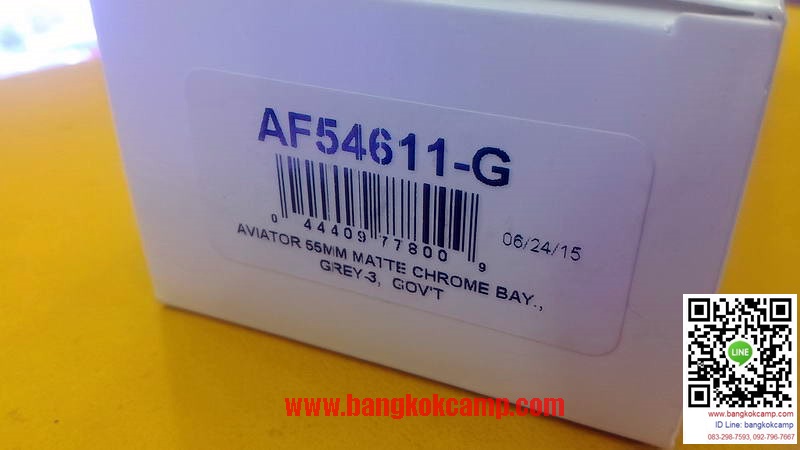 AF54611-G
0 44409 77800 9
06/24/15
AVIATOR 55MM MATTE CHROME BAY.,
GREY-3, GOV'T
www.bangkokcamp.com
LINE
www.bangkokcamp.com
ID Line: bangkokcamp
083-298-7593, 092-796-7667